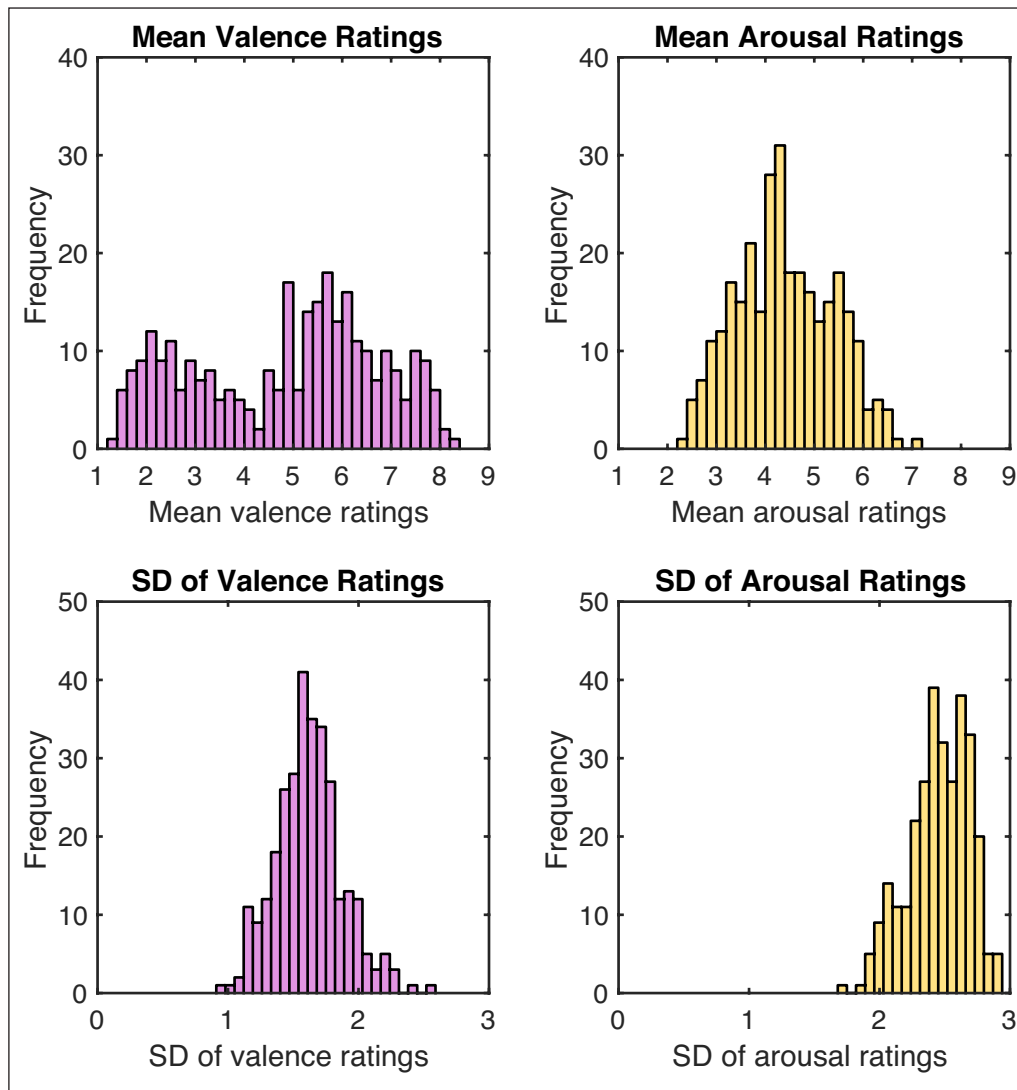 Mean Valence Ratings
40
30
20
10
0
Frequency
1 2 3 4 5 6 7 8 9
Mean valence ratings
Mean Arousal Ratings
40
30
20
10
0
Frequency
1 2 3 4 5 6 7 8 9
Mean arousal ratings
SD of Valence Ratings
50
40
30
20
10
0
Frequency
0 1 2 3
SD of valence ratings
SD of Arousal Ratings
50
40
30
20
10
0
Frequency
0 1 2 3
SD of arousal ratings